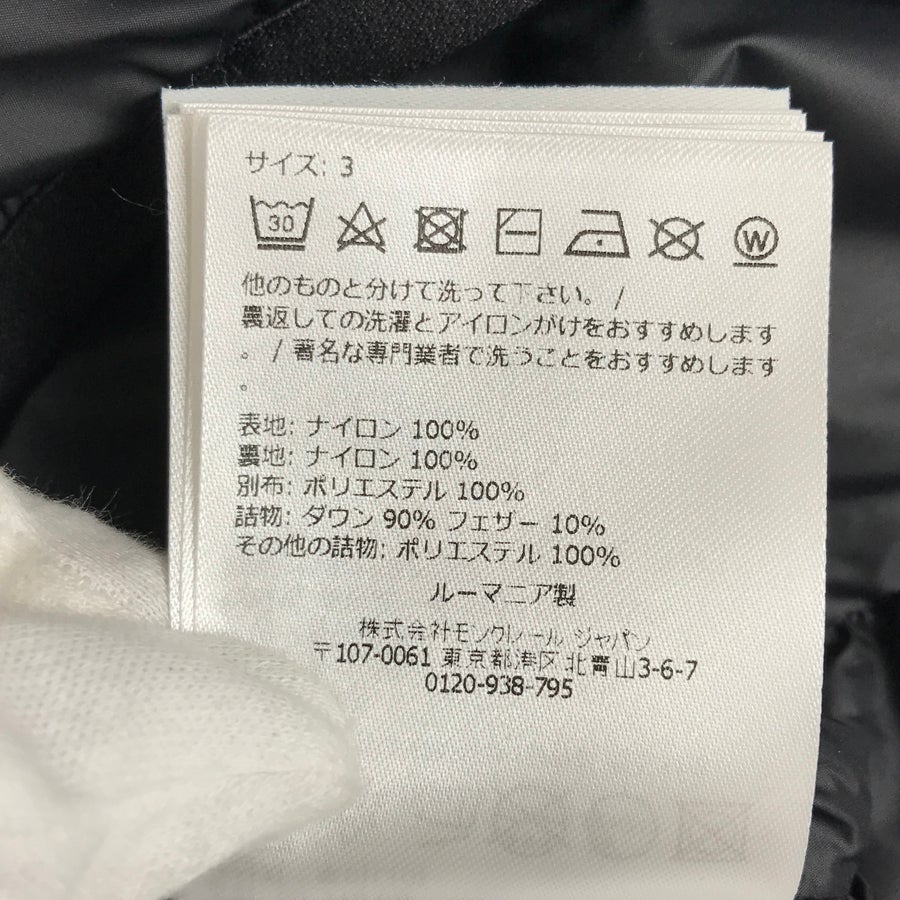 サイズ: 3
30
W
他のものと分けて洗って下さい。 /
裏返しての洗濯とアイロンがけをおすすめします
。 / 著名な専門業者で洗うことをおすすめします
。
表地: ナイロン 100%
裏地: ナイロン 100%
別布: ポリエステル 100%
詰物: ダウン 90% フェザー 10%
その他の詰物: ポリエステル 100%
ルーマニア製
株式会社モンクレール ジャパン
〒107-0061 東京都港区北青山3-6-7
0120-938-795